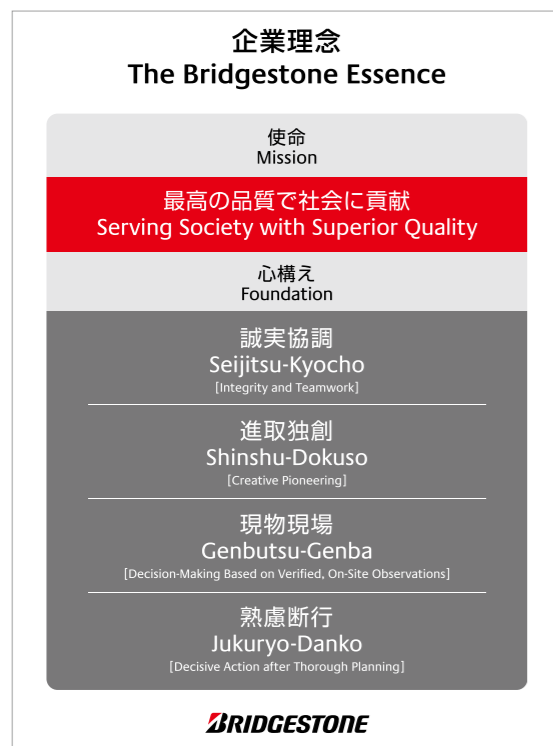 企業理念
The Bridgestone Essence
使命
Mission
最高の品質で社会に貢献
Serving Society with Superior Quality
心構え
Foundation
誠実協調
Seijitsu-Kyocho
[Integrity and Teamwork]
進取独創
Shinshu-Dokuso
[Creative Pioneering]
現物現場
Genbutsu-Genba
[Decision-Making Based on Verified, On-Site Observations]
熟慮断行
Jukuryo-Danko
[Decisive Action after Thorough Planning]
BRIDGESTONE